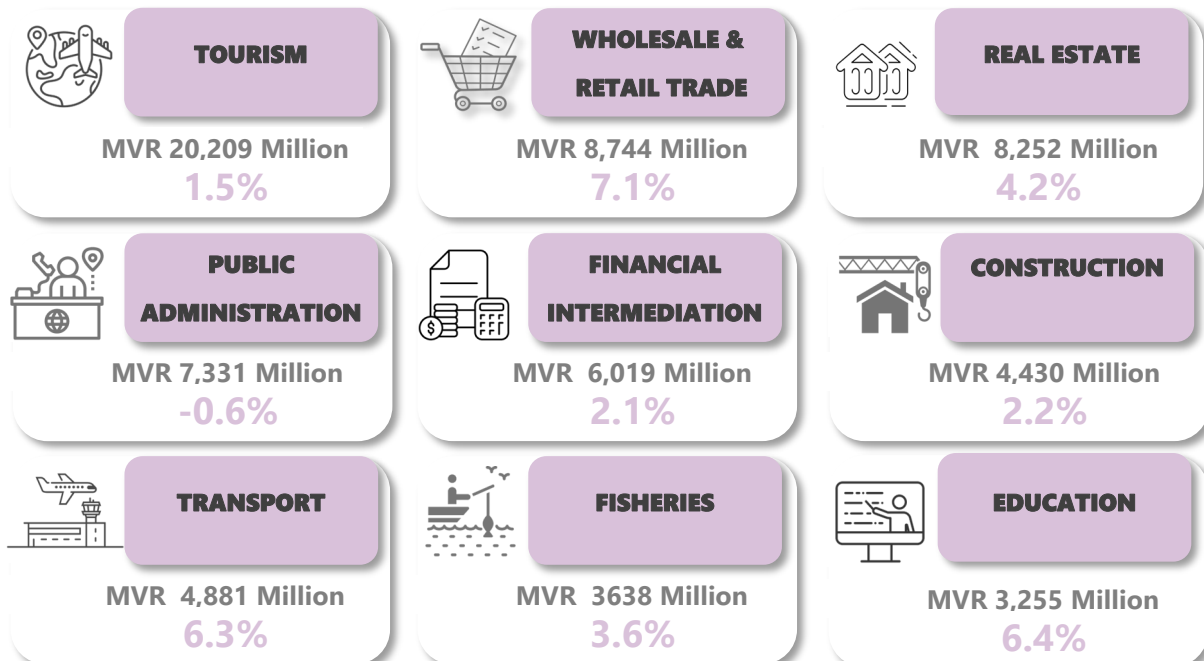 TOURISM
MVR 20,209 Million
1.5%
WHOLESALE &
RETAIL TRADE
MVR 8,744 Million
7.1%
REAL ESTATE
MVR 8,252 Million
4.2%
PUBLIC
ADMINISTRATION
MVR 7,331 Million
-0.6%
FINANCIAL
INTERMEDIATION
MVR 6,019 Million
2.1%
CONSTRUCTION
MVR 4,430 Million
2.2%
TRANSPORT
MVR 4,881 Million
6.3%
FISHERIES
MVR 3638 Million
3.6%
EDUCATION
MVR 3,255 Million
6.4%